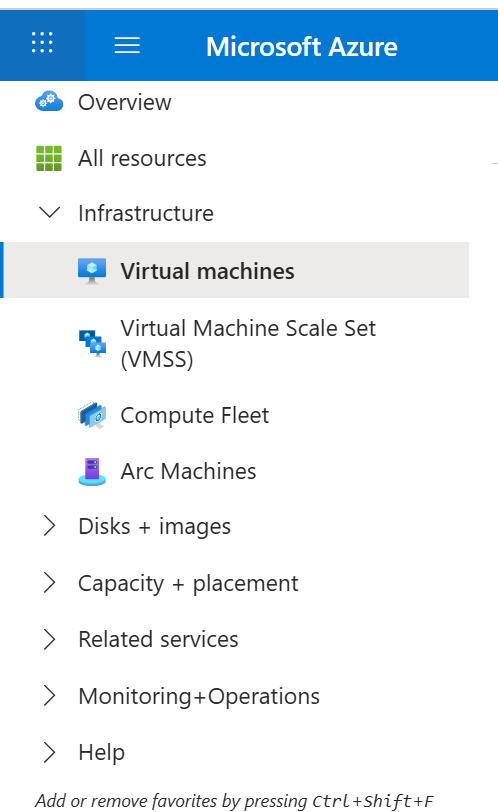 Microsoft Azure
Overview
All resources
Infrastructure
Virtual machines
Virtual Machine Scale Set
(VMSS)
Compute Fleet
Arc Machines
Disks + images
Capacity + placement
Related services
Monitoring+Operations
Help
Add or remove favorites by pressing Ctrl+Shift+F